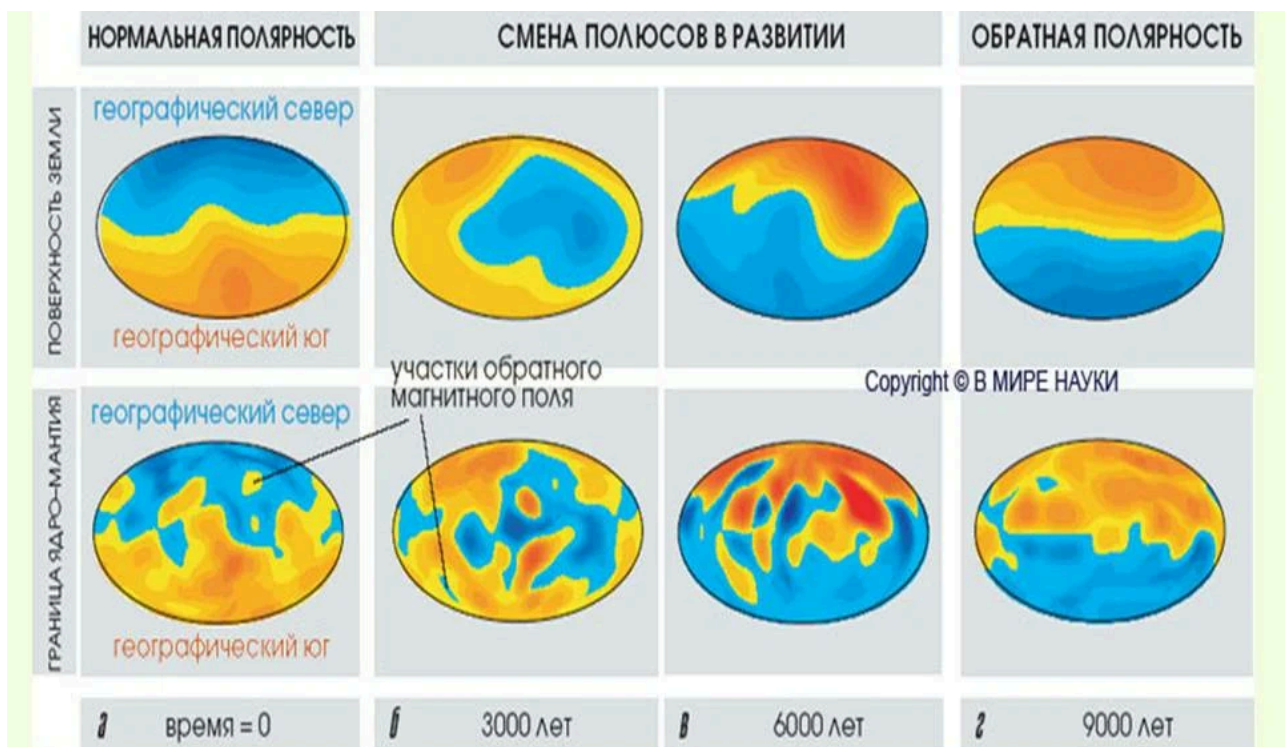 НОРМАЛЬНАЯ ПОЛЯРНОСТЬ
СМЕНА ПОЛЮСОВ В РАЗВИТИИ
ОБРАТНАЯ ПОЛЯРНОСТЬ
ПОВЕРХНОСТЬ ЗЕМЛИ
географический север
географический юг
участки обратного
магнитного поля
Copyright © В МИРЕ НАУКИ
ГРАНИЦА ЯДРО-МАНТИЯ
географический север
географический юг
а время = 0
б 3000 лет
в 6000 лет
г 9000 лет